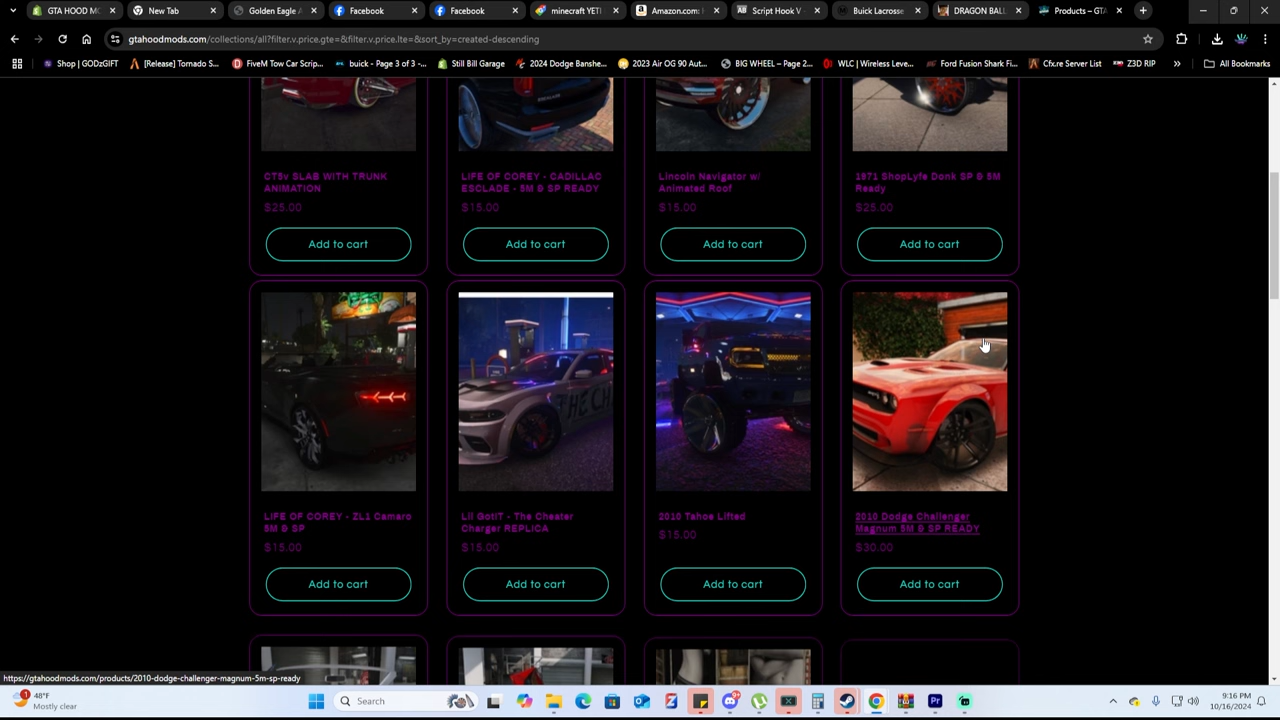 GTA HOOD MO
New Tab
Golden Eagle A
Facebook
Facebook
minecraft YETI
Amazon.com:
Script Hook V
Buick Lacrosse
DRAGON BALL
Products – GTA
gtahoodmods.com/collections/all?filter.v.price.gte=&filter.v.price.lte=&sort_by=created-descending
Shop | GODzGIFT
[Release] Tornado S...
FiveM Tow Car Scrip...
buick - Page 3 of 3 -...
Still Bill Garage
2024 Dodge Banshe...
2023 Air OG 90 Aut...
BIG WHEEL – Page 2...
WLC | Wireless Leve...
Ford Fusion Shark Fi...
Cfx.re Server List
Z3D RIP
All Bookmarks
CT5v SLAB WITH TRUNK
ANIMATION
$25.00
Add to cart
LIFE OF COREY - CADILLAC
ESCLADE - 5M & SP READY
$15.00
Add to cart
Lincoln Navigator w/
Animated Roof
$15.00
Add to cart
1971 ShopLyfe Donk SP & 5M
Ready
$25.00
Add to cart
THE CH
LIFE OF COREY - ZL1 Camaro
5M & SP
$15.00
Add to cart
Lil GotiT - The Cheater
Charger REPLICA
$15.00
Add to cart
2010 Tahoe Lifted
$15.00
Add to cart
2010 Dodge Challenger
Magnum 5M & SP READY
$30.00
Add to cart
https://gtahoodmods.com/products/2010-dodge-challenger-magnum-5m-sp-ready
48°F
Mostly clear
Search
9:16 PM
10/16/2024